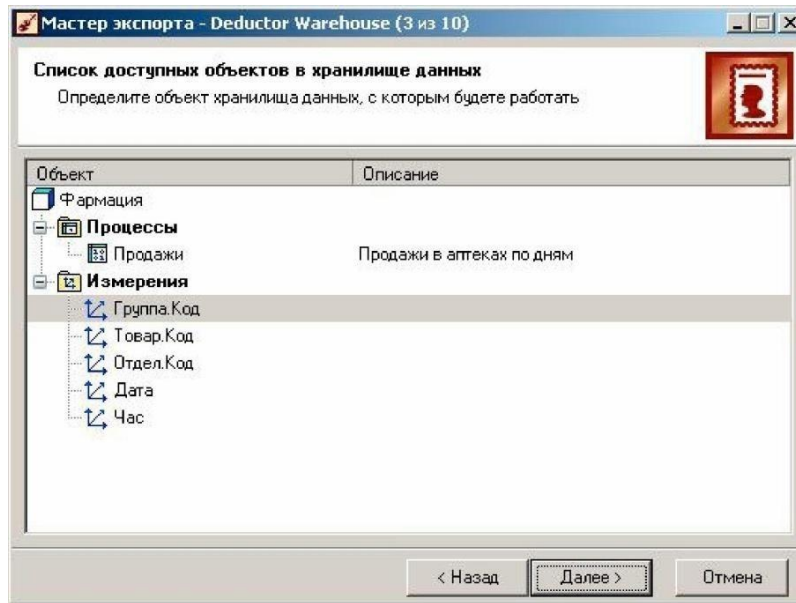 Мастер экспорта - Deductor Warehouse (3 из 10)
Список доступных объектов в хранилище данных
Определите объект хранилища данных, с которым будете работать
Объект Описание
Фармация
Процессы
Продажи Продажи в аптеках по дням
Измерения
Группа.Код
Товар.Код
Отдел.Код
Дата
Час
< Назад Далее > Отмена